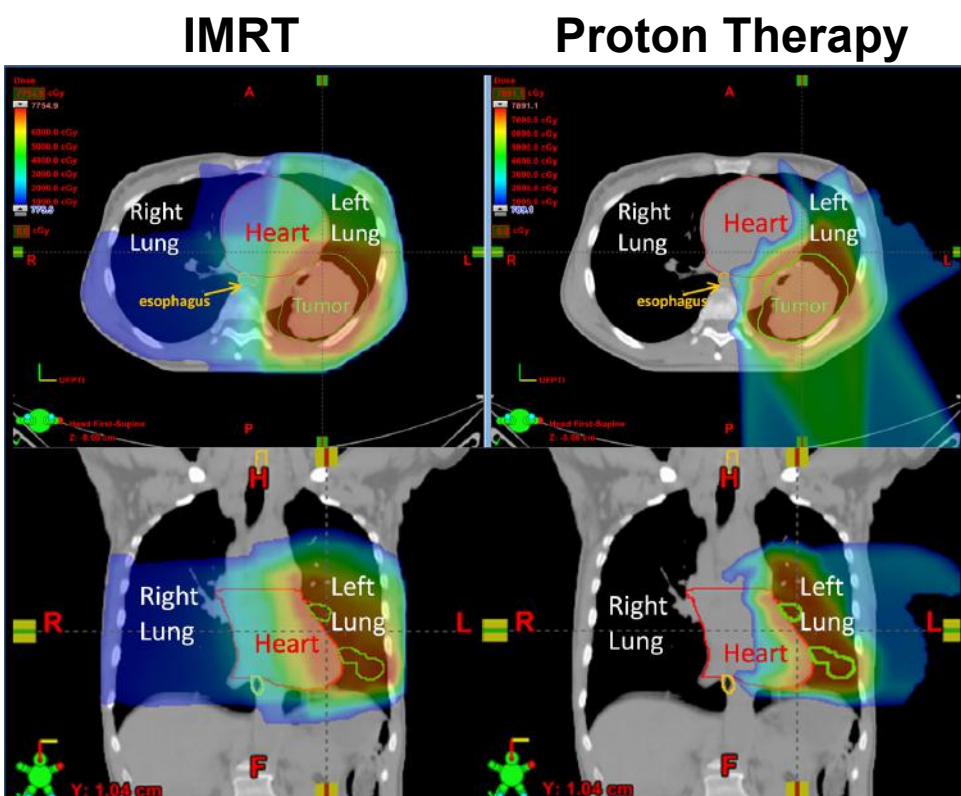 IMRT
Proton Therapy
Dose
7754.9
6000.0 cGy
5000.0 cGy
4000.0 cGy
3000.0 cGy
2000.0 cGy
1000.0 cGy
A
Right
Lung
Heart
Left
Lung
R
esophagus
Tumor
UFPTI
Head First-Supine
P
Dose
7891.1
7000.0 cGy
6000.0 cGy
5000.0 cGy
4000.0 cGy
3000.0 cGy
2000.0 cGy
1000.0 cGy
A
Right
Lung
Heart
Left
Lung
R
L
esophagus
Tumor
UFPTI
Head First-Supine
P
H
Right
Lung
Left
Lung
R
L
Heart
F
Y: 1.04 cm
H
Right
Lung
Left
Lung
R
L
Heart
F
Y: 1.04 cm